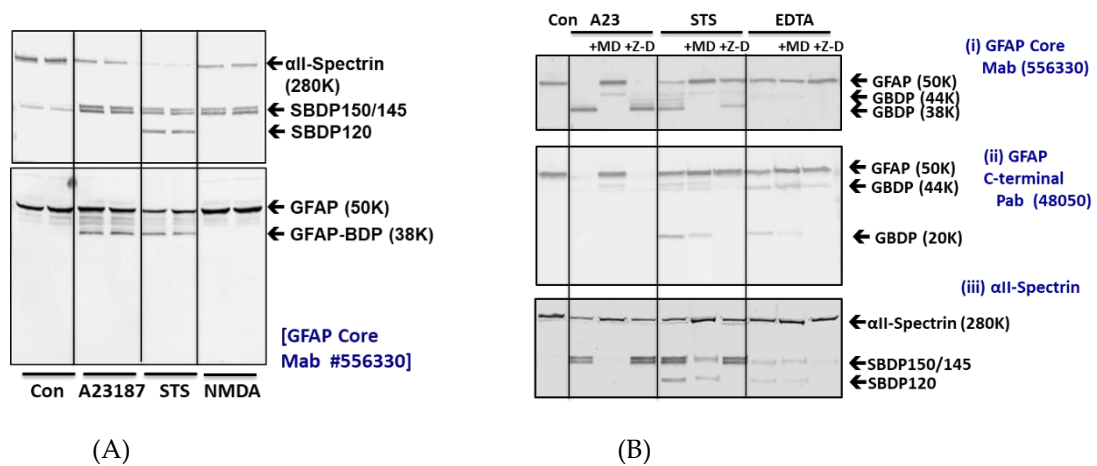 αII-Spectrin
(280K)
SBDP150/145
SBDP120
GFAP (50K)
GFAP-BDP (38K)
[GFAP Core
Mab #556330]
Con A23187 STS NMDA
(A)
Con A23 STS EDTA
+MD +Z-D +MD +Z-D +MD +Z-D
(i) GFAP Core
Mab (556330)
GFAP (50K)
GBDP (44K)
GBDP (38K)
(ii) GFAP
C-terminal
Pab (48050)
GFAP (50K)
GBDP (44K)
GBDP (20K)
(iii) αII-Spectrin
αII-Spectrin (280K)
SBDP150/145
SBDP120
(B)